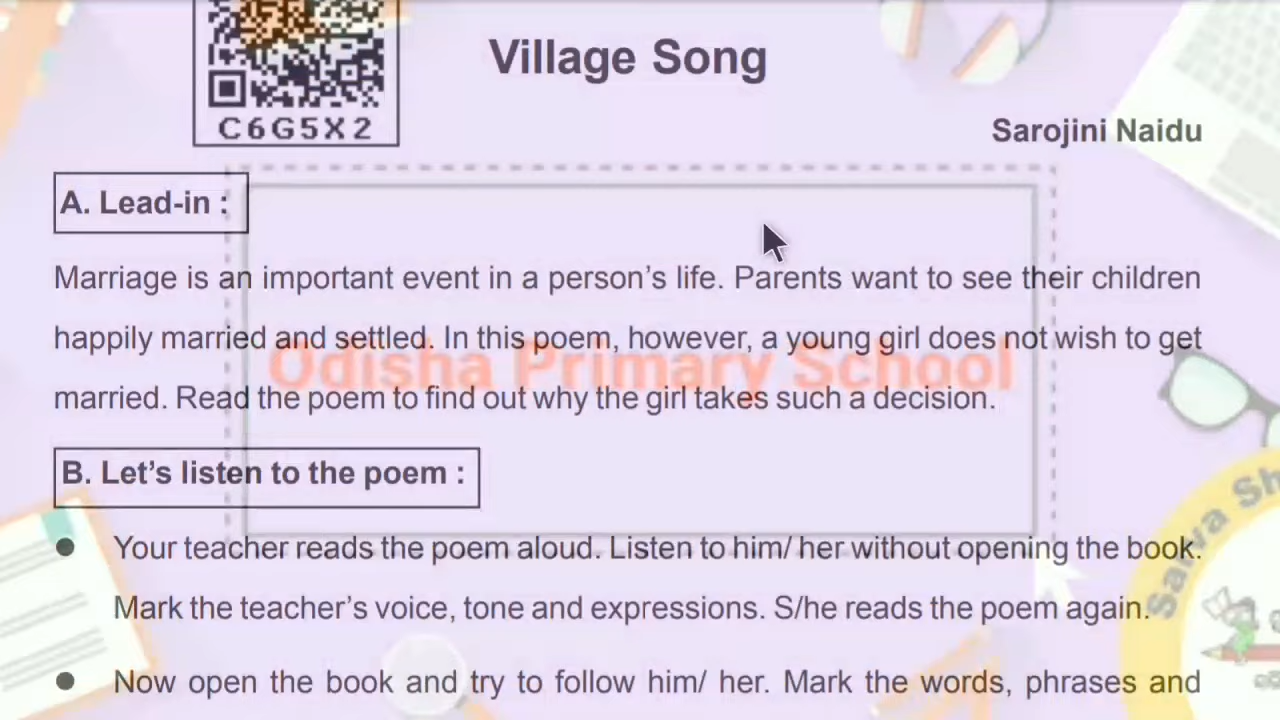 Village Song
C6G5X2
Sarojini Naidu
A. Lead-in :
Marriage is an important event in a person's life. Parents want to see their children
happily married and settled. In this poem, however, a young girl does not wish to get
Odisha Primary School
married. Read the poem to find out why the girl takes such a decision.
B. Let's listen to the poem :
● Your teacher reads the poem aloud. Listen to him/ her without opening the book.
Mark the teacher's voice, tone and expressions. S/he reads the poem again.
Sarva Sh
● Now open the book and try to follow him/ her. Mark the words, phrases and